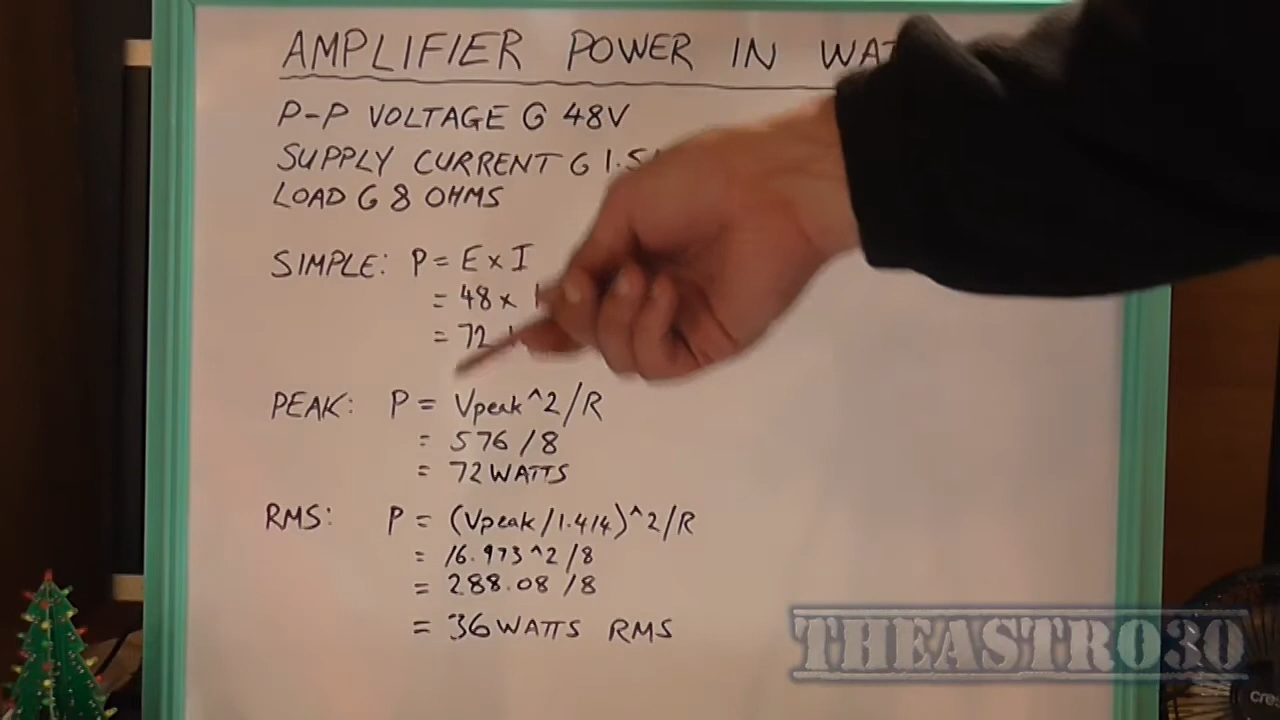 AMPLIFIER POWER IN
P-P VOLTAGE G 48V
SUPPLY CURRENT G 1.5
LOAD G 8 OHMS
SIMPLE: P = E x I
= 48 x
= 72
PEAK: P = Vpeak^2/R
= 576/8
= 72 WATTS
RMS: P = (Vpeak/1.414)^2/R
= 16.973^2/8
= 288.08/8
= 36 WATTS RMS
THEASTRO30